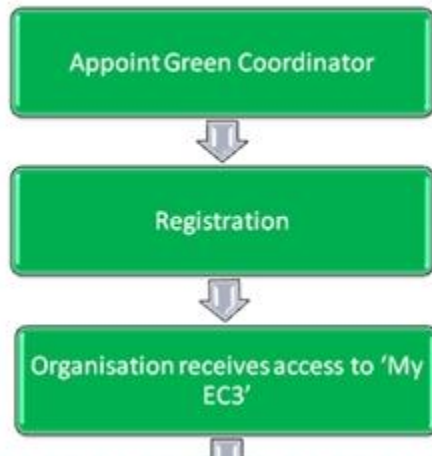 Appoint Green Coordinator
Registration
Organisation receives access to ‘My
EC3’